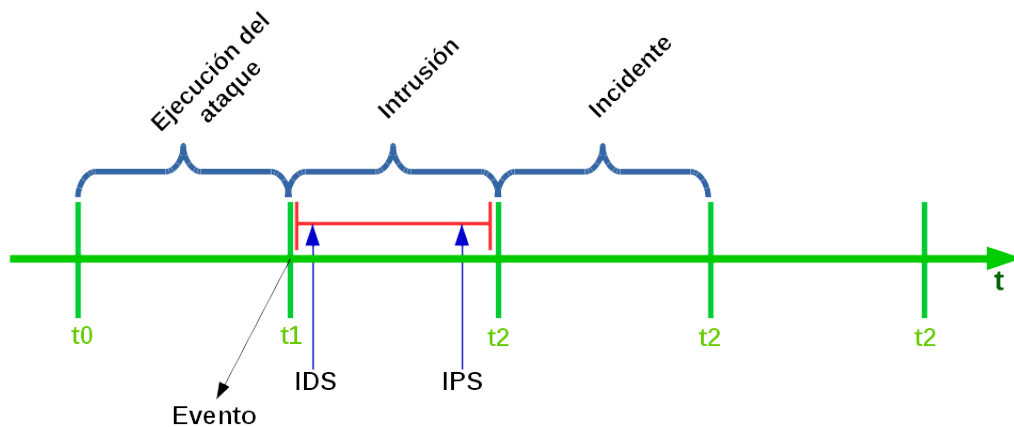 Ejecución del
ataque
Intrusión
Incidente
t
t0
t1
t2
t2
t2
IDS
IPS
Evento